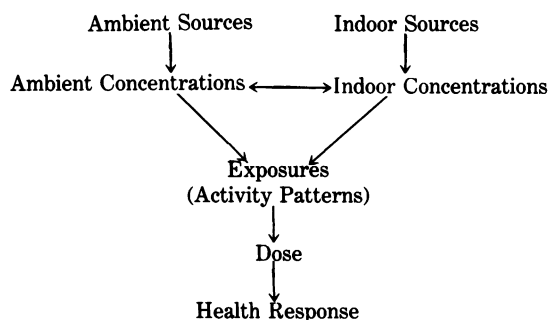 Ambient Sources Indoor Sources
Ambient Concentrations Indoor Concentrations
Exposures
(Activity Patterns)
Dose
Health Response